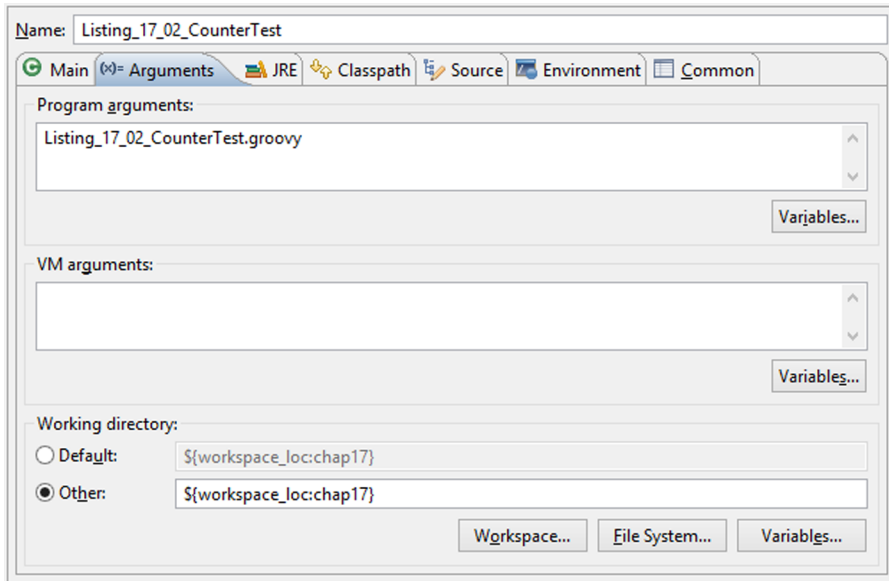 Name: Listing_17_02_CounterTest
Main (x)= Arguments JRE Classpath Source Environment Common
Program arguments:
Listing_17_02_CounterTest.groovy
Variables...
VM arguments:
Variables...
Working directory:
Default: ${workspace_loc:chap17}
Other: ${workspace_loc:chap17}
Workspace... File System... Variables...